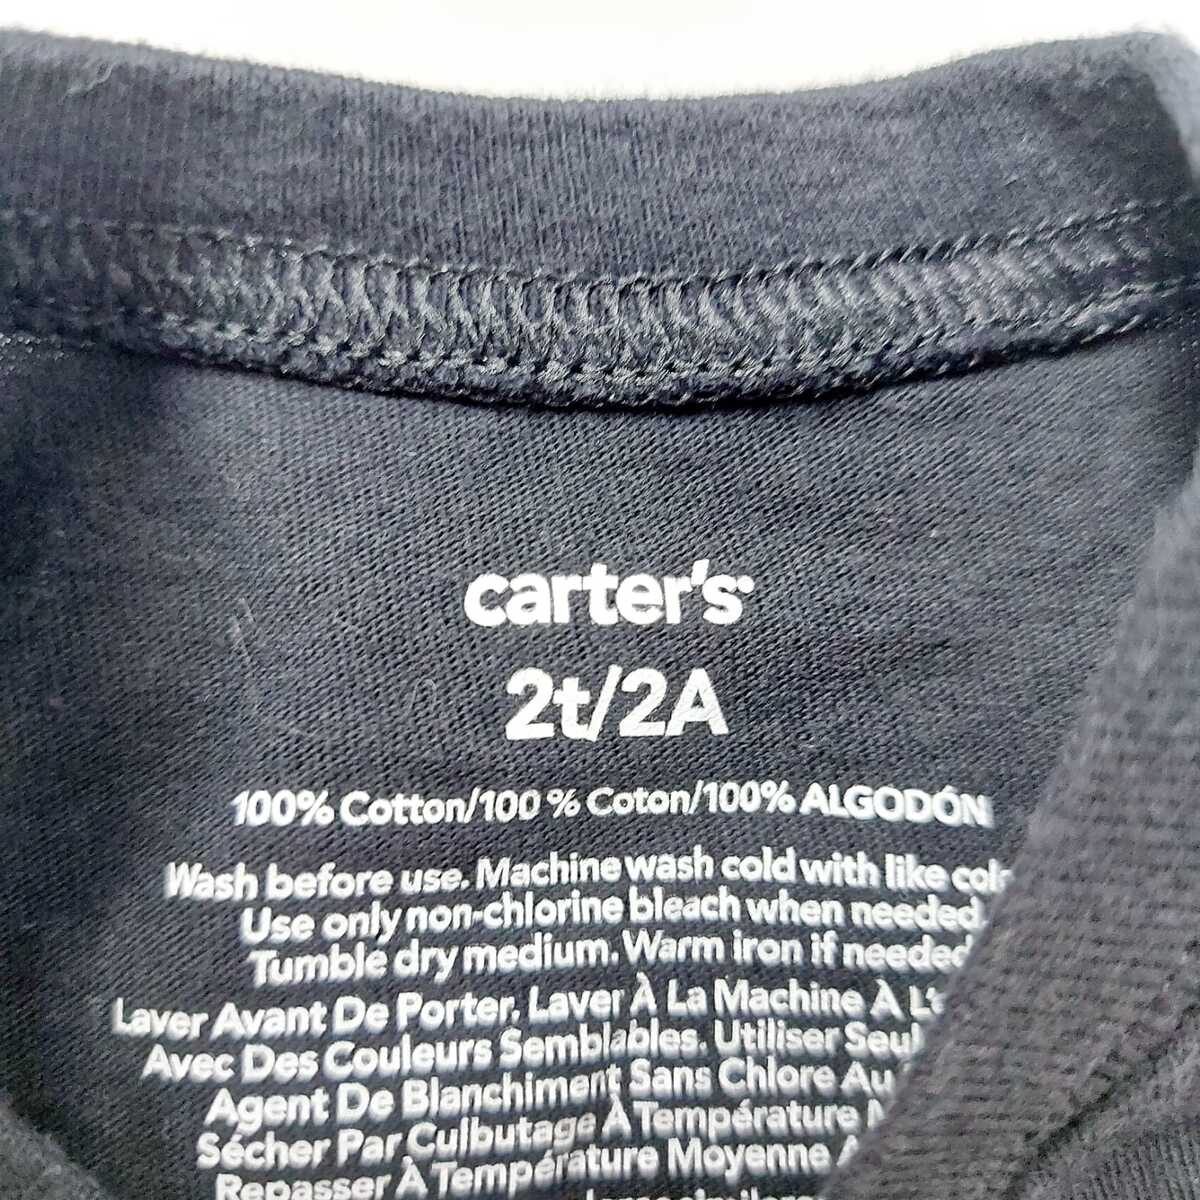 carter's
2t/2A
100% Cotton/100 % Coton/100% ALGODÓN
Wash before use. Machine wash cold with like
Use only non-chlorine bleach when needed.
Tumble dry medium. Warm iron if needed
Laver Avant De Porter. Laver À La Machine À
Avec Des Couleurs Semblables. Utiliser
Agent De Blanchiment Sans Chlore Au
Sécher Par Culbutage À Température
Repasser À Température Moyenne